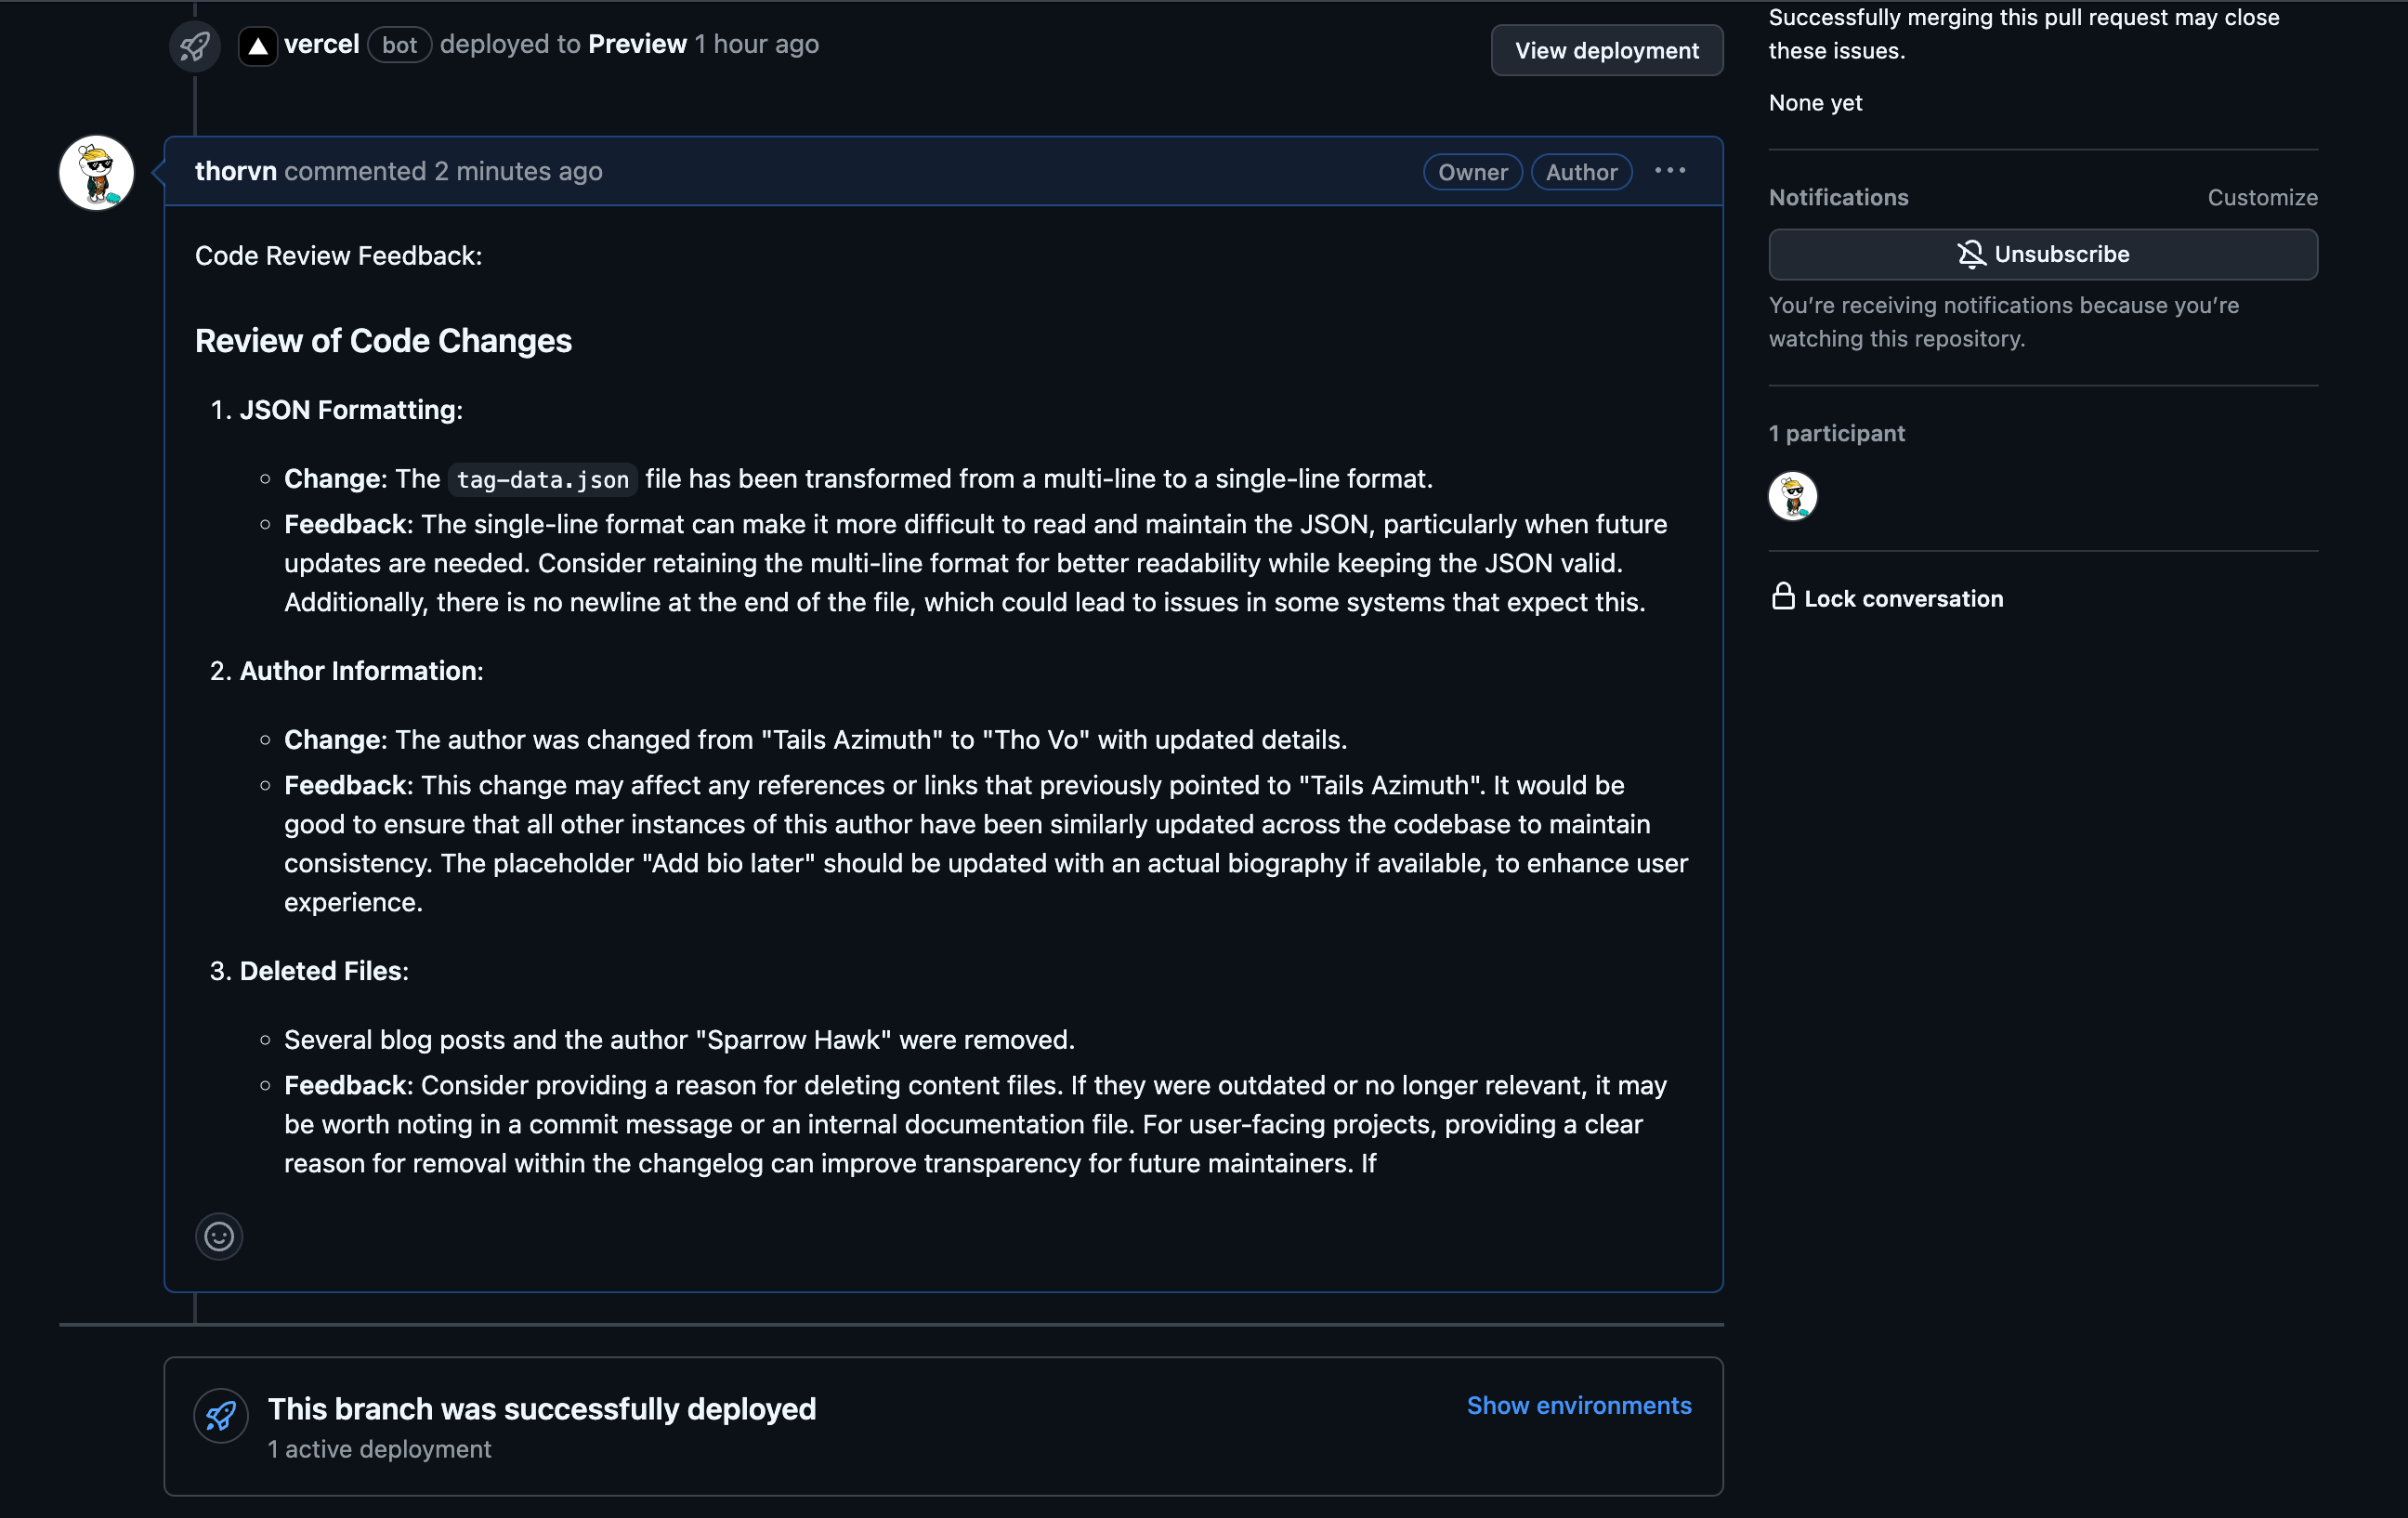 vercel bot deployed to Preview 1 hour ago
View deployment
thorvn commented 2 minutes ago
Owner
Author
Code Review Feedback:
Review of Code Changes
1. JSON Formatting:
Change: The tag-data.json file has been transformed from a multi-line to a single-line format.
Feedback: The single-line format can make it more difficult to read and maintain the JSON, particularly when future
updates are needed. Consider retaining the multi-line format for better readability while keeping the JSON valid.
Additionally, there is no newline at the end of the file, which could lead to issues in some systems that expect this.
2. Author Information:
Change: The author was changed from "Tails Azimuth" to "Tho Vo" with updated details.
Feedback: This change may affect any references or links that previously pointed to "Tails Azimuth". It would be
good to ensure that all other instances of this author have been similarly updated across the codebase to maintain
consistency. The placeholder "Add bio later" should be updated with an actual biography if available, to enhance user
experience.
3. Deleted Files:
Several blog posts and the author "Sparrow Hawk" were removed.
Feedback: Consider providing a reason for deleting content files. If they were outdated or no longer relevant, it may
be worth noting in a commit message or an internal documentation file. For user-facing projects, providing a clear
reason for removal within the changelog can improve transparency for future maintainers. If
This branch was successfully deployed
1 active deployment
Show environments
Successfully merging this pull request may close
these issues.
None yet
Notifications
Customize
Unsubscribe
You’re receiving notifications because you’re
watching this repository.
1 participant
Lock conversation